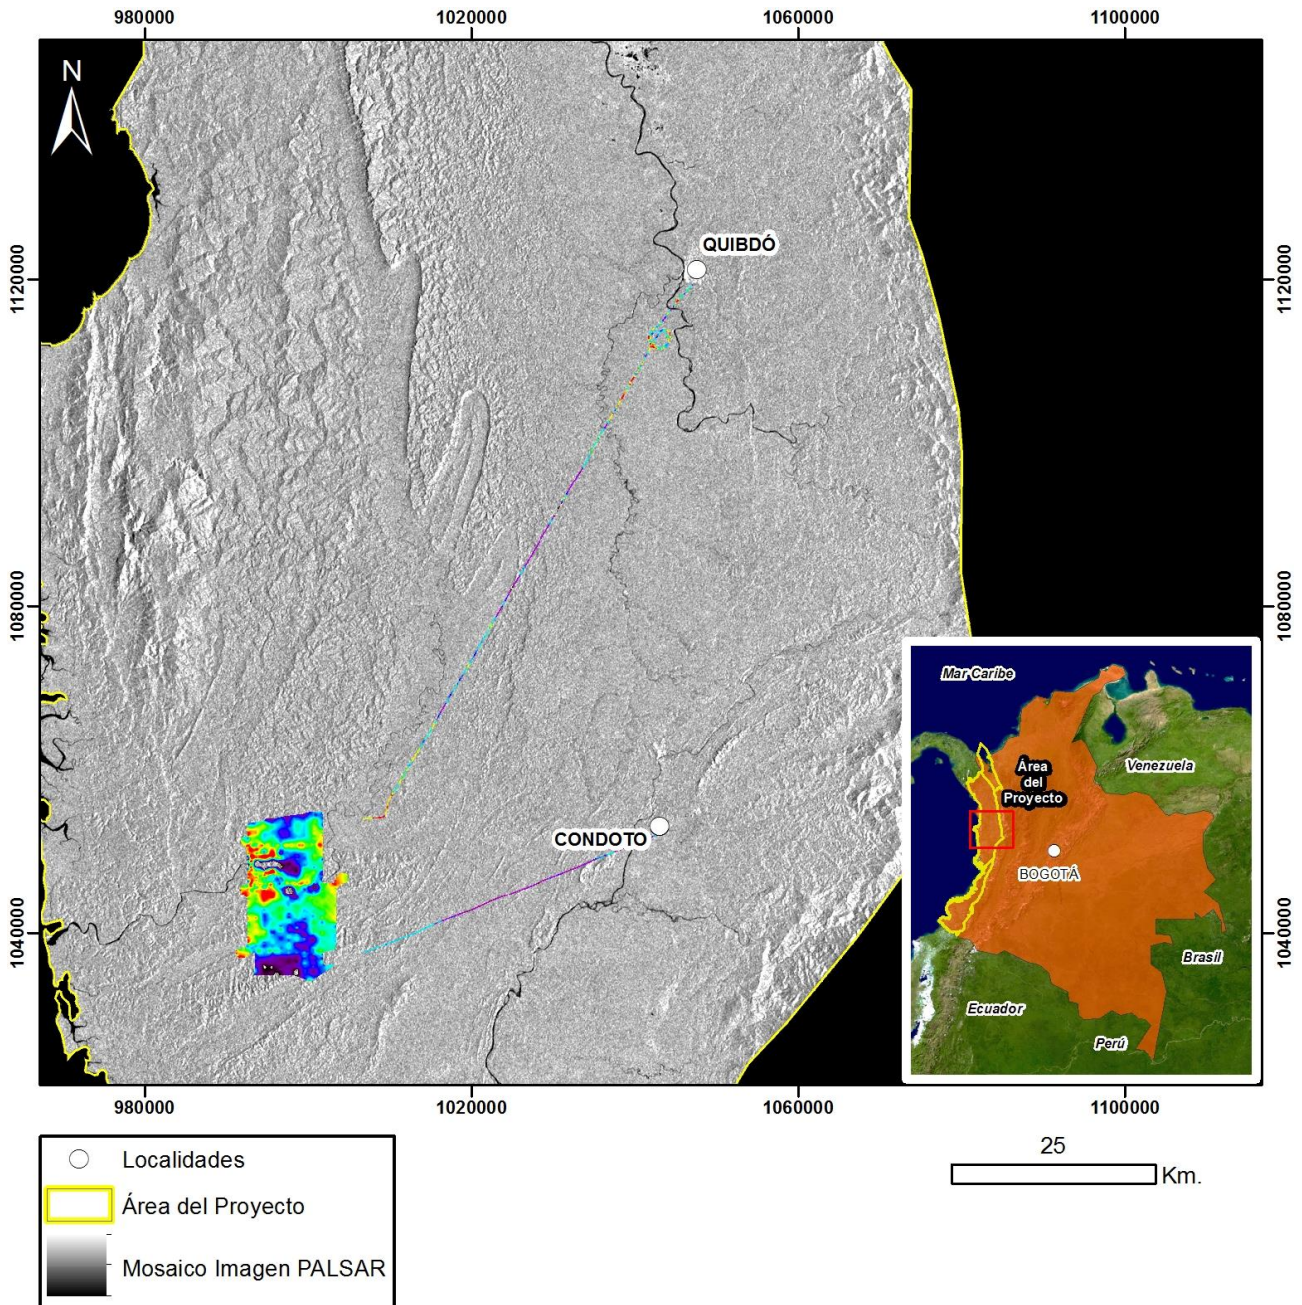 980000 1020000 1060000 1100000
N
QUIBDÓ
1120000 1120000
1080000 1080000
CONDOTO
1040000 1040000
Mar Caribe
Área
del
Proyecto
Venezuela
BOGOTÁ
Brasíl
Ecuador
Perú
980000 1020000 1060000 1100000
Localidades
Área del Proyecto
Mosaico Imagen PALSAR
25
Km.